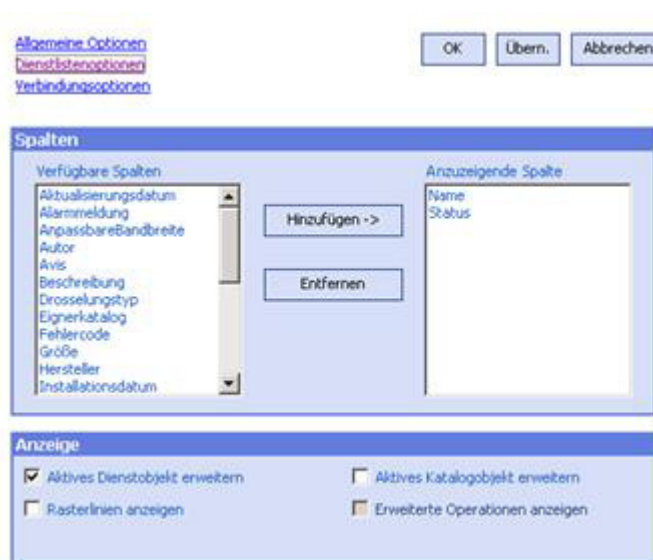 Allgemeine Optionen
Dienstlistenoptionen
Verbindungsoptionen
OK
Übern.
Abbrechen
Spalten
Verfügbare Spalten
Anzuzeigende Spalte
Aktualisierungsdatum
Alarmmeldung
AnpassbareBandbreite
Autor
Avis
Beschreibung
Drosselungstyp
Eignerkatalog
Fehlercode
Größe
Hersteller
Installationsdatum
Hinzufügen ->
Entfernen
Name
Status
Anzeige
Aktives Dienstobjekt erweitern
Aktives Katalogobjekt erweitern
Rasterlinien anzeigen
Erweiterte Operationen anzeigen